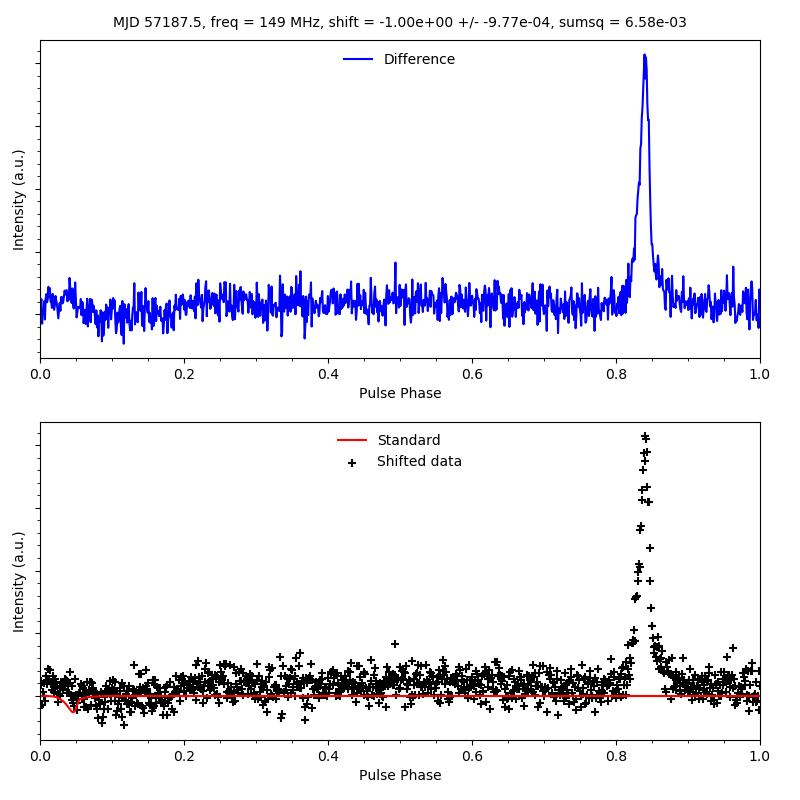 MJD 57187.5, freq = 149 MHz, shift = -1.00e+00 +/- -9.77e-04, sumsq = 6.58e-03
Difference
Intensity (a.u.)
0.0 0.2 0.4 0.6 0.8 1.0
Pulse Phase
Standard
Shifted data
Intensity (a.u.)
0.0 0.2 0.4 0.6 0.8 1.0
Pulse Phase